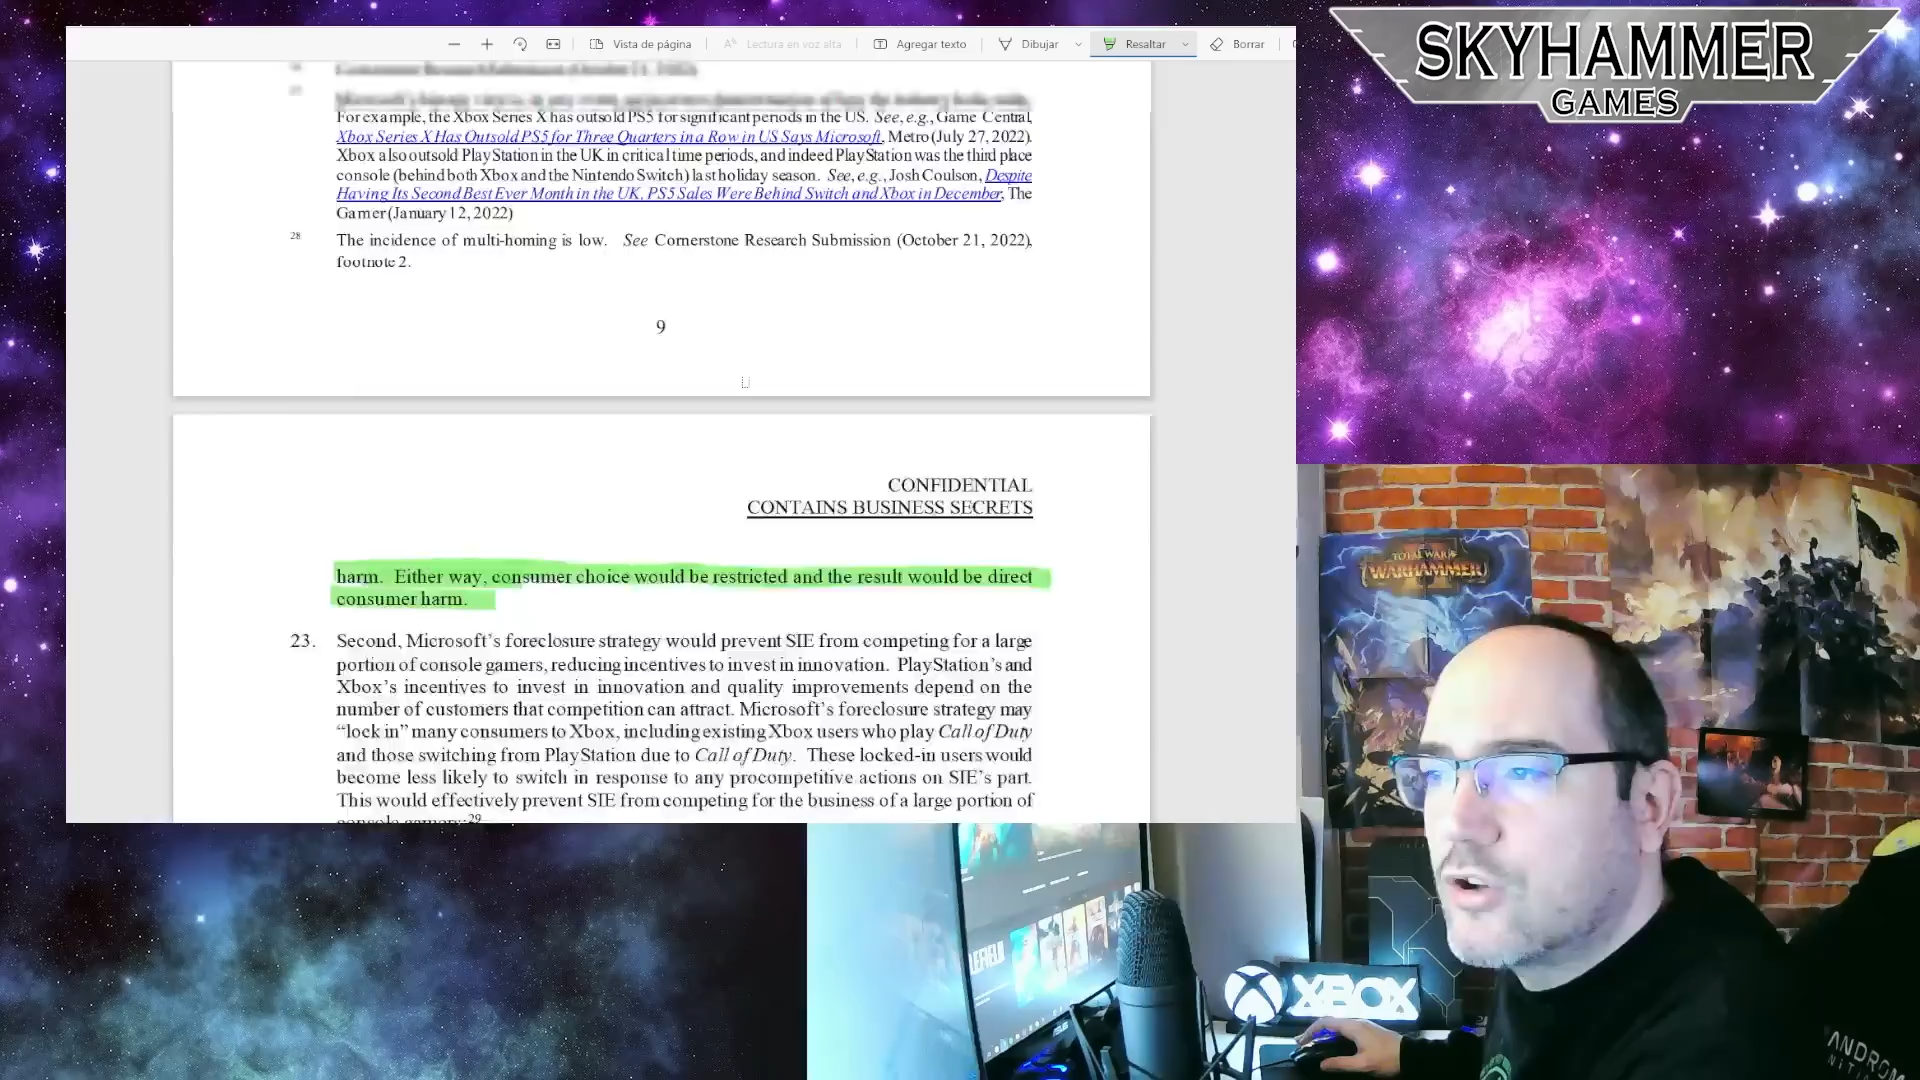 Vista de página
Lectura en voz alta
Agregar texto
Dibujar
Resaltar
Borrar
SKYHAMMER
GAMES
For example, the Xbox Series X has outsold PS5 for significant periods in the US. See, e.g., Game Central,
Xbox Series X Has Outsold PS5 for Three Quarters in a Row in US Says Microsoft, Metro (July 27, 2022).
Xbox also outsold PlayStation in the UK in critical time periods, and indeed PlayStation was the third place
console (behind both Xbox and the Nintendo Switch) last holiday season. See, e.g., Josh Coulson, Despite
Having Its Second Best Ever Month in the UK, PS5 Sales Were Behind Switch and Xbox in December, The
Gamer (January 12, 2022)
28 The incidence of multi-homing is low. See Cornerstone Research Submission (October 21, 2022),
footnote 2.
9
CONFIDENTIAL
CONTAINS BUSINESS SECRETS
harm. Either way, consumer choice would be restricted and the result would be direct
consumer harm.
23. Second, Microsoft's foreclosure strategy would prevent SIE from competing for a large
portion of console gamers, reducing incentives to invest in innovation. PlayStation's and
Xbox's incentives to invest in innovation and quality improvements depend on the
number of customers that competition can attract. Microsoft's foreclosure strategy may
“lock in” many consumers to Xbox, including existing Xbox users who play Call of Duty
and those switching from PlayStation due to Call of Duty. These locked-in users would
become less likely to switch in response to any procompetitive actions on SIE's part.
This would effectively prevent SIE from competing for the business of a large portion of
console gamers:29
TOTAL WAR
WARHAMMER
XBOX